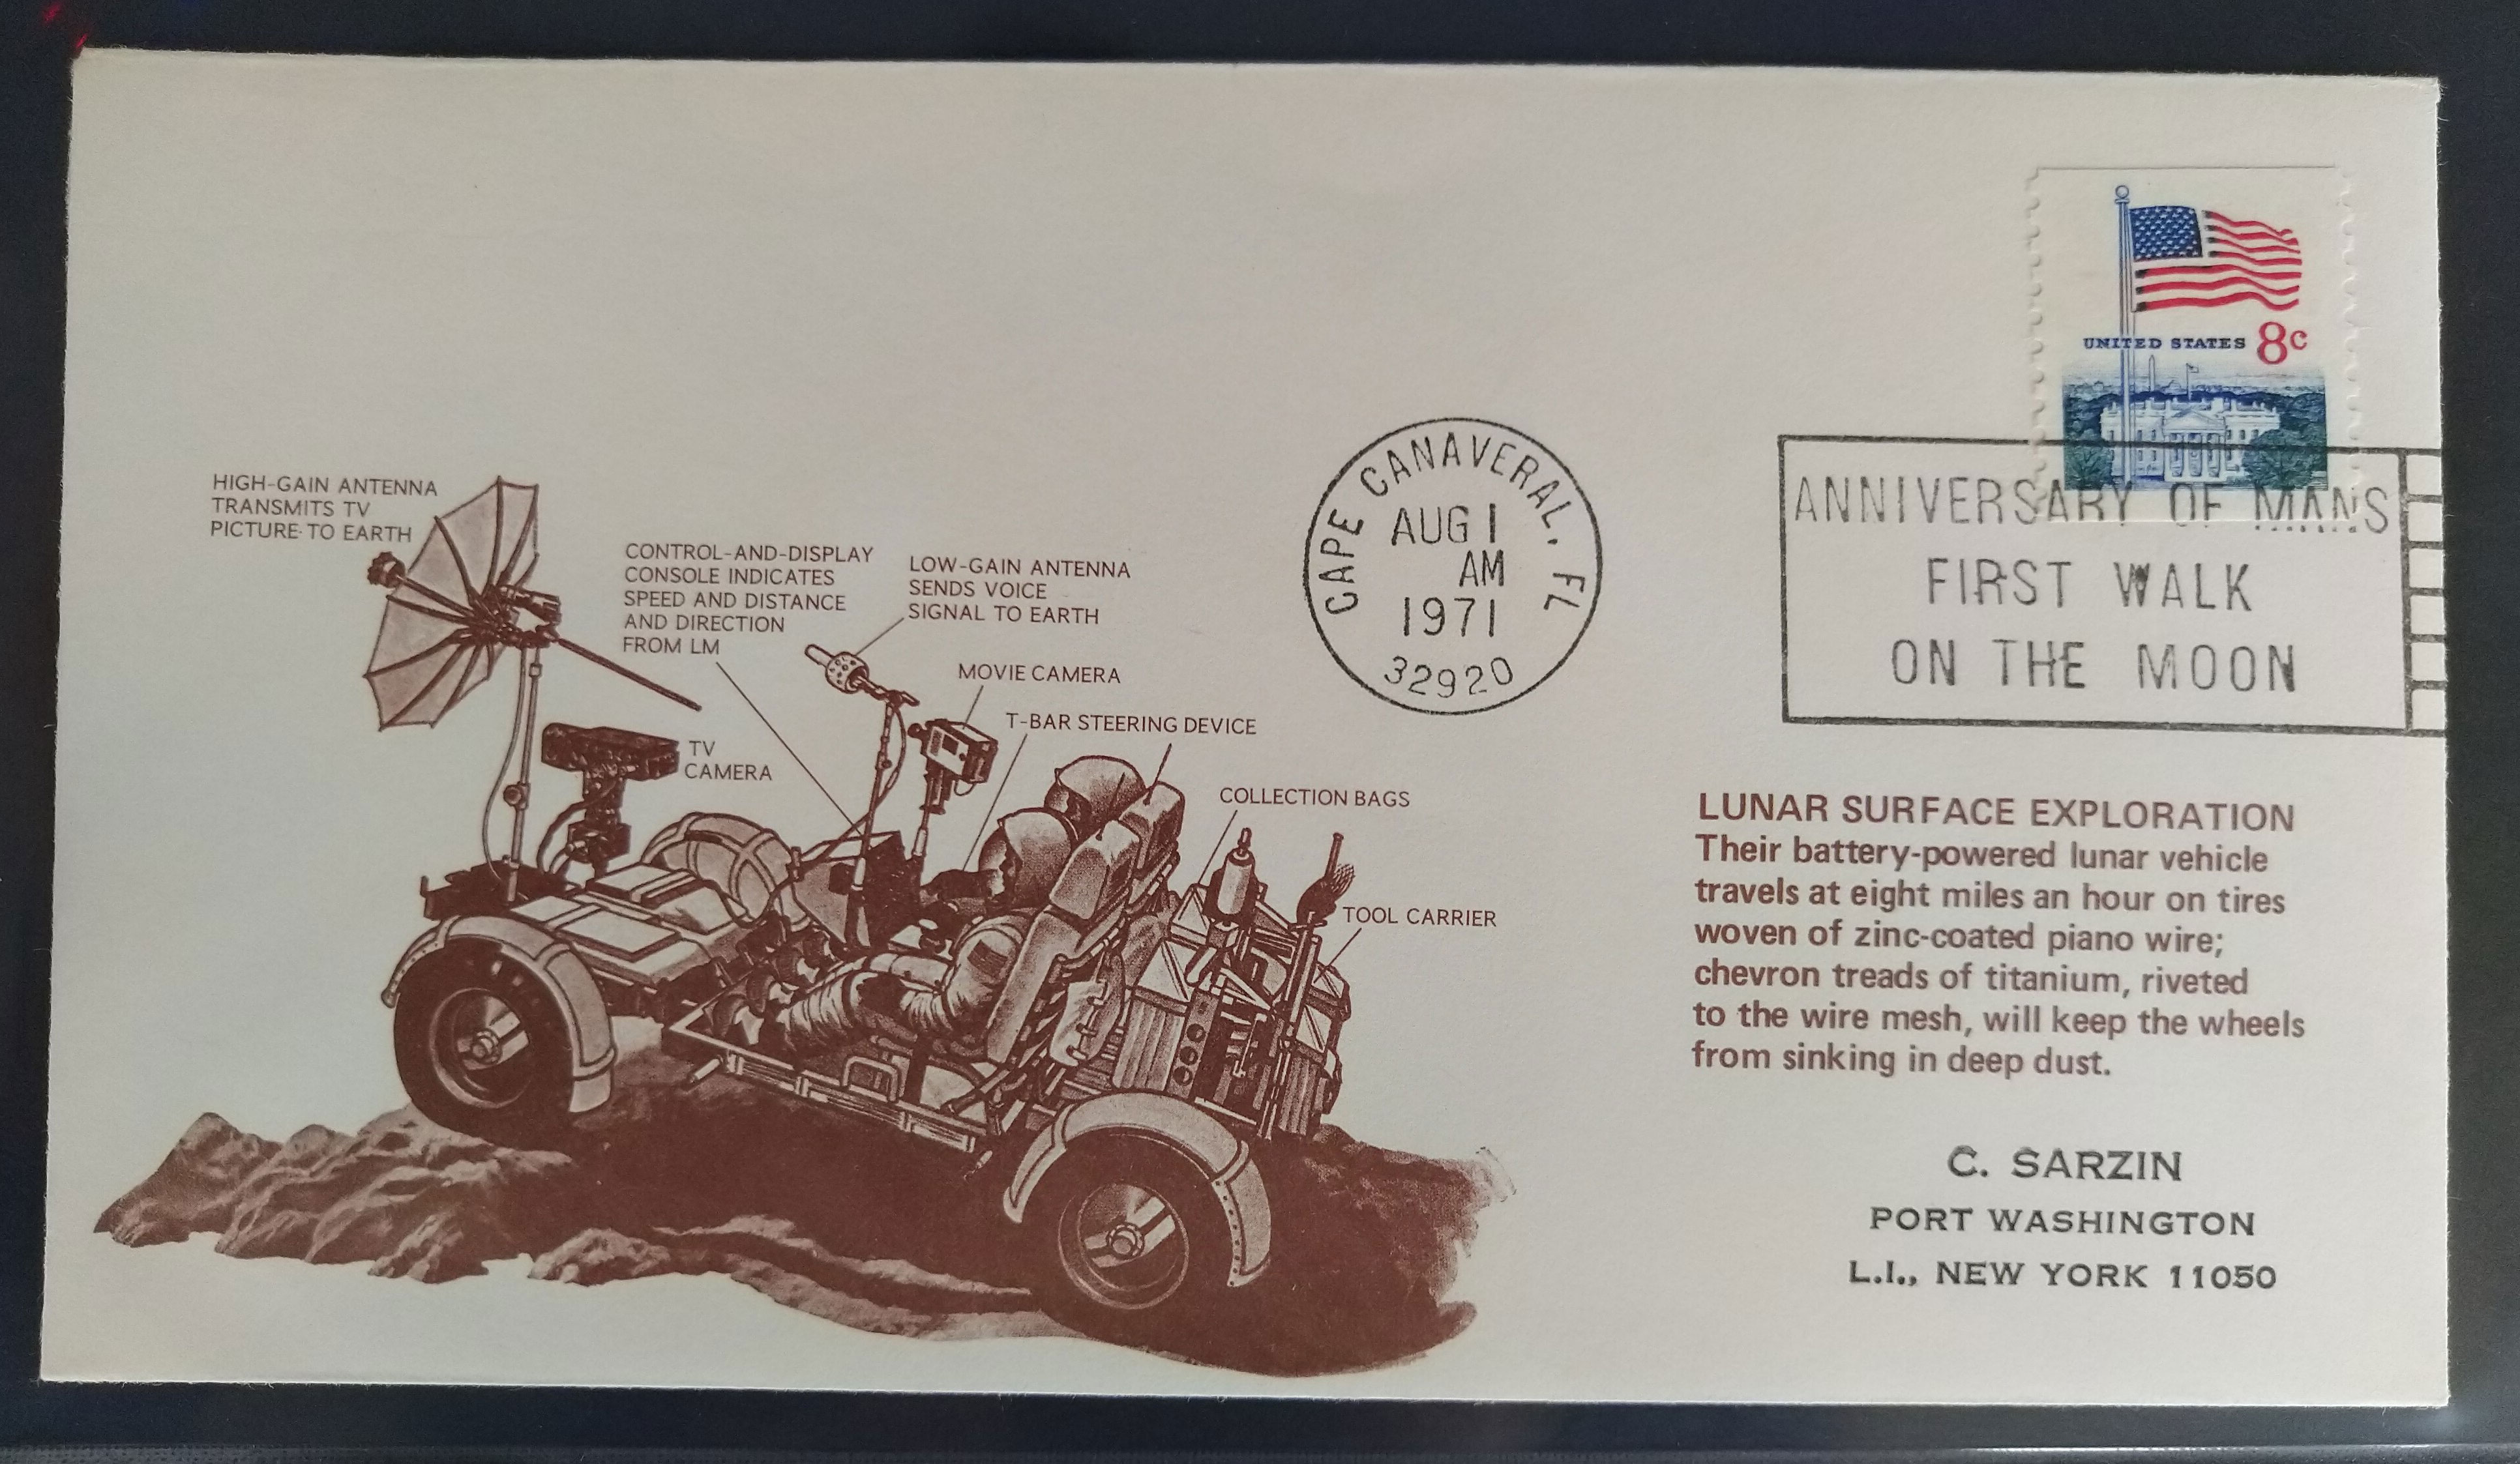 UNITED STATES 8c
HIGH-GAIN ANTENNA
TRANSMITS TV
PICTURE TO EARTH
CONTROL-AND-DISPLAY
CONSOLE INDICATES
SPEED AND DISTANCE
AND DIRECTION
FROM LM
LOW-GAIN ANTENNA
SENDS VOICE
SIGNAL TO EARTH
MOVIE CAMERA
T-BAR STEERING DEVICE
TV
CAMERA
COLLECTION BAGS
TOOL CARRIER
CAPE CANAVERAL, FL
AUG 1
AM
1971
32920
ANNIVERSARY OF MANS
FIRST WALK
ON THE MOON
LUNAR SURFACE EXPLORATION
Their battery-powered lunar vehicle
travels at eight miles an hour on tires
woven of zinc-coated piano wire;
chevron treads of titanium, riveted
to the wire mesh, will keep the wheels
from sinking in deep dust.
C. SARZIN
PORT WASHINGTON
L.I., NEW YORK 11050